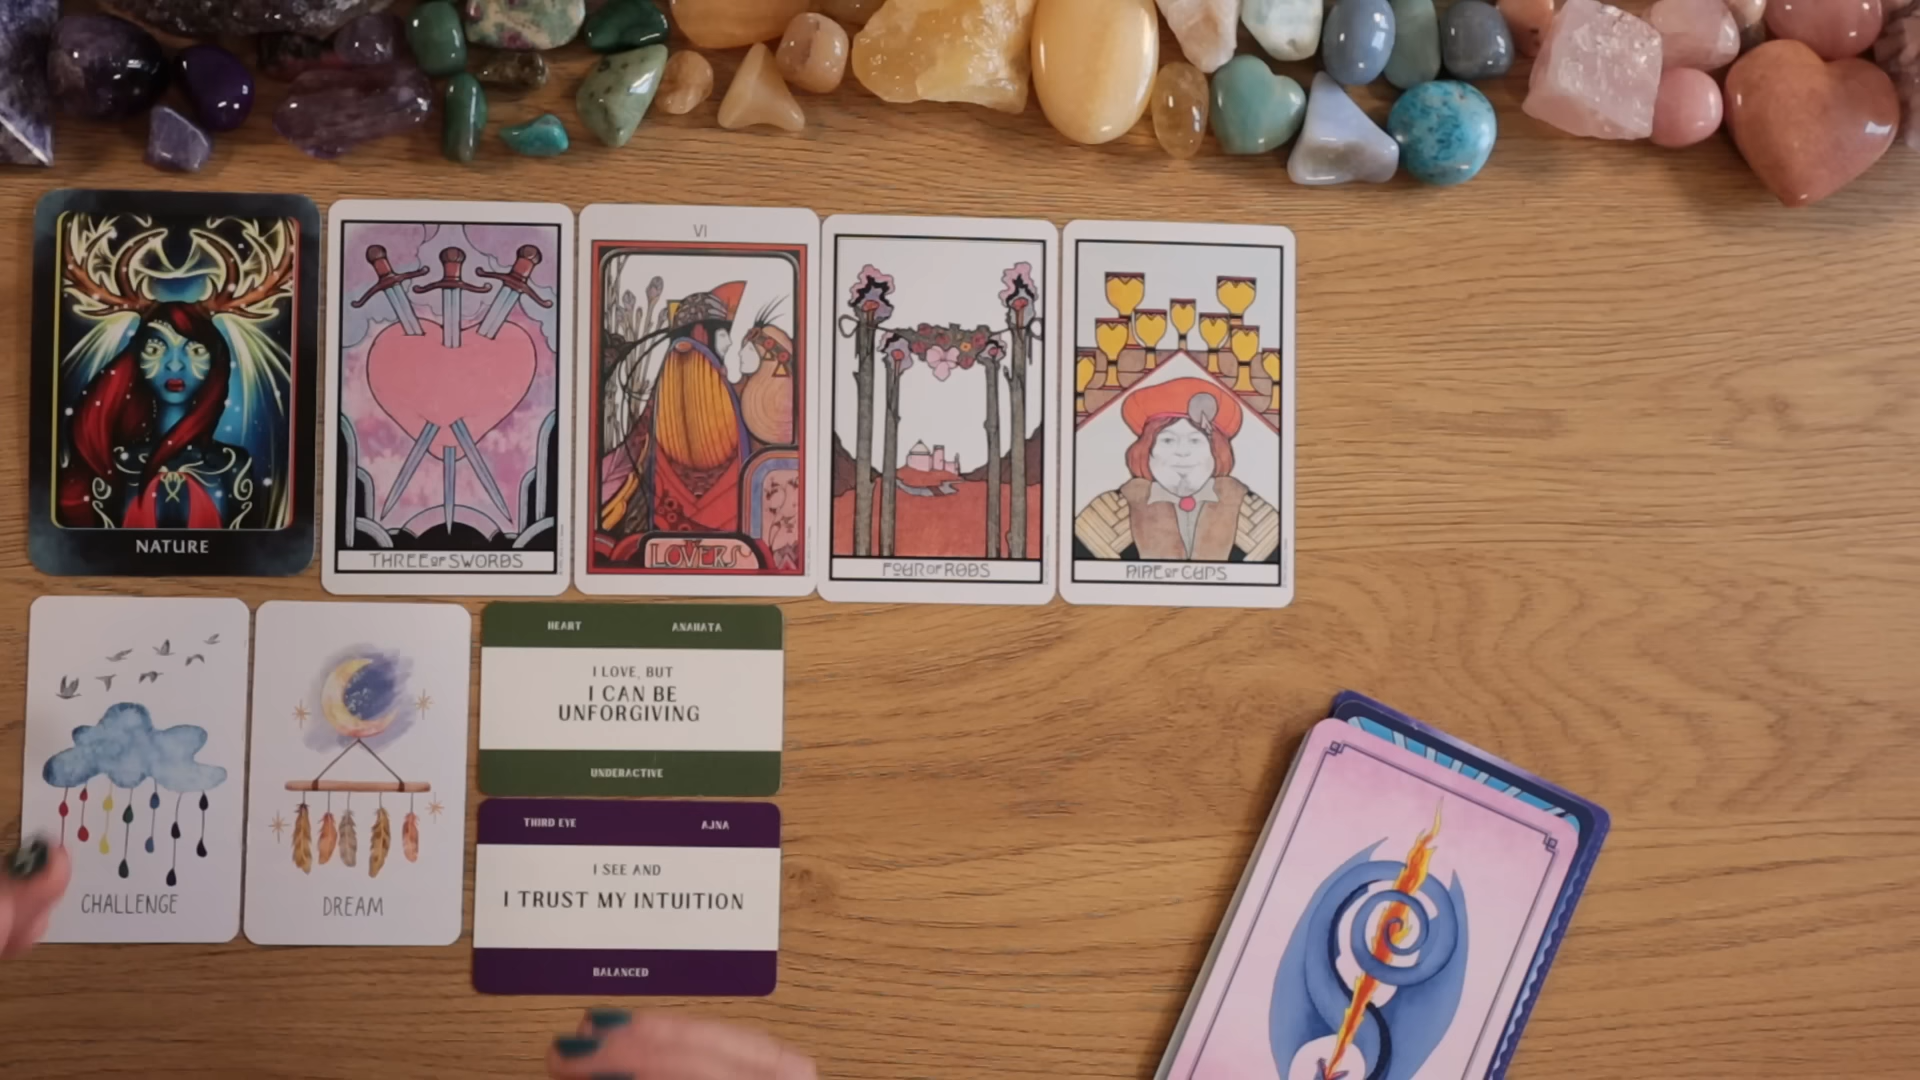 NATURE
THREE OF SWORDS
VI
THE
LOVERS
FOUR OF RODS
NINE OF CUPS
CHALLENGE
DREAM
HEART ANAHATA
I LOVE, BUT
I CAN BE
UNFORGIVING
UNDERACTIVE
THIRD EYE AJNA
I SEE AND
I TRUST MY INTUITION
BALANCED